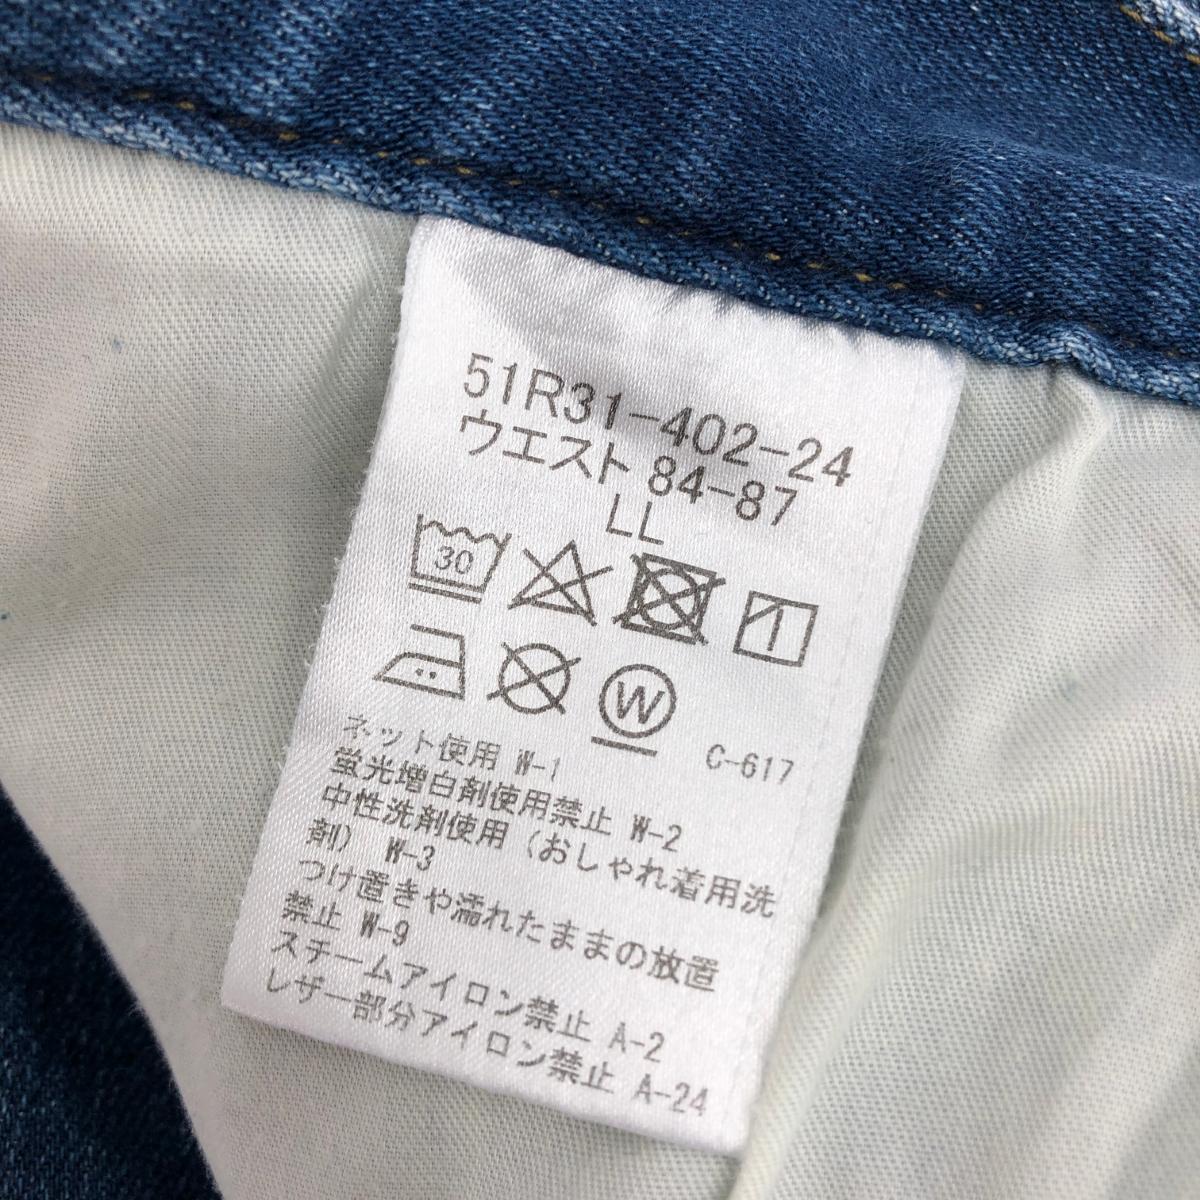 51R31-402-24
ウエスト 84-87
LL
30
W
C-617
ネット使用 W-1
蛍光増白剤使用禁止 W-2
中性洗剤使用(おしゃれ着用洗
剤) W-3
つけ置きや濡れたままの放置
禁止 W-9
スチームアイロン禁止 A-2
レザー部分アイロン禁止 A-24